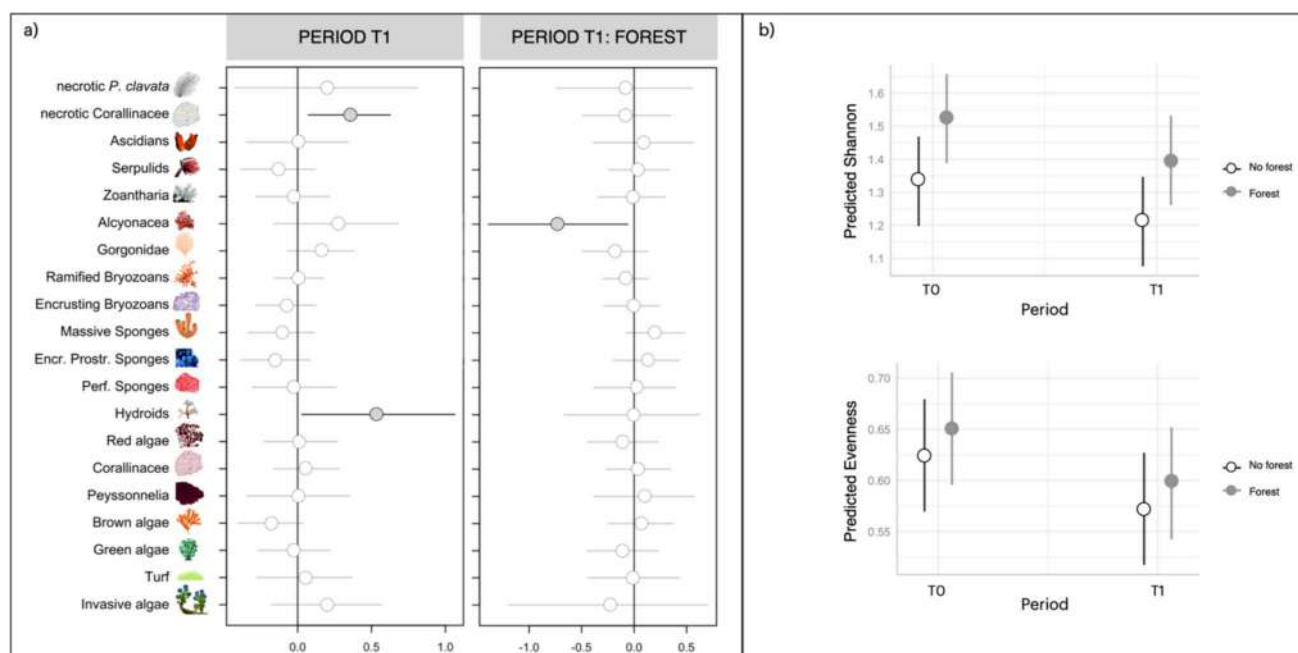 a)
PERIOD T1
PERIOD T1: FOREST
necrotic P. clavata
necrotic Corallinacee
Ascidians
Serpulids
Zoantharia
Alcyonacea
Gorgonidae
Ramified Bryozoans
Encrusting Bryozoans
Massive Sponges
Encr. Prostr. Sponges
Perf. Sponges
Hydroids
Red algae
Corallinacee
Peyssonnelia
Brown algae
Green algae
Turf
Invasive algae
0.0 0.5 1.0
-1.0 -0.5 0.0 0.5
b)
Predicted Shannon
1.6
1.5
1.4
1.3
1.2
1.1
T0 T1
Period
No forest
Forest
Predicted Evenness
0.70
0.65
0.60
0.55
T0 T1
Period
No forest
Forest